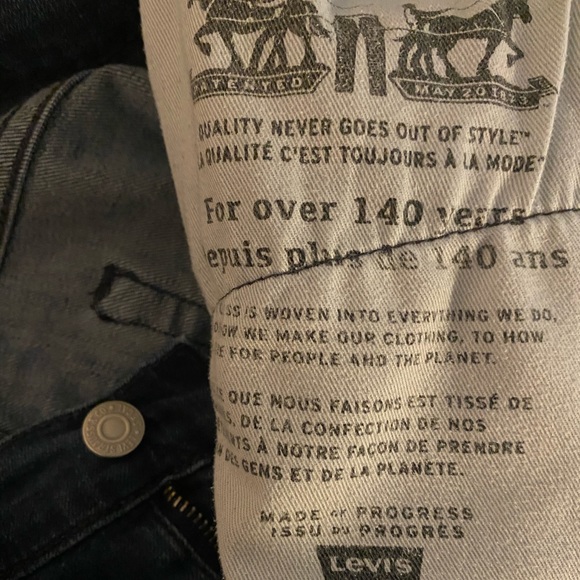 PATENTED
MAY 20 1873
QUALITY NEVER GOES OUT OF STYLE™
LA QUALITÉ C'EST TOUJOURS À LA MODE™
For over 140 years
epuis plus de 140 ans
IS WOVEN INTO EVERYTHING WE DO,
OW WE MAKE OUR CLOTHING, TO HOW
E FOR PEOPLE AND THE PLANET.
QUE NOUS FAISONS EST TISSÉ DE
DE LA CONFECTION DE NOS
NTS À NOTRE FAÇON DE PRENDRE
DES GENS ET DE LA PLANÈTE.
MADE OF PROGRESS
ISSU DU PROGRÈS
LEVI'S